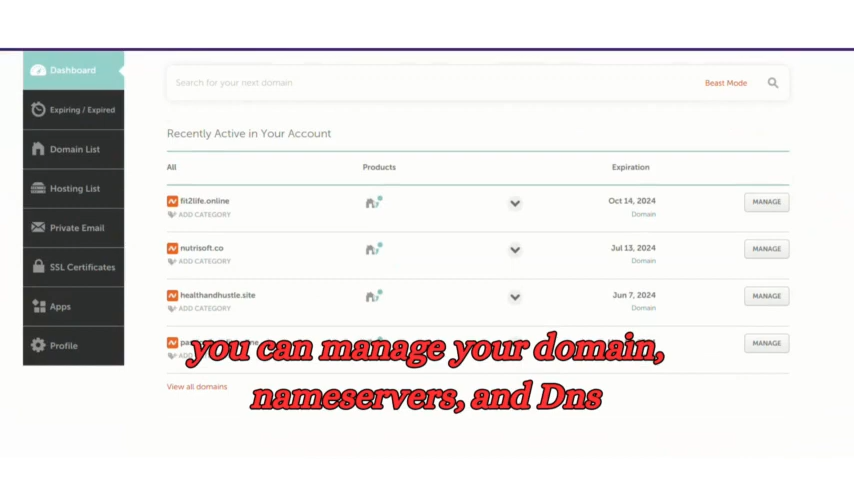 Dashboard
Expiring / Expired
Domain List
Hosting List
Private Email
SSL Certificates
Apps
Profile
Search for your next domain
Beast Mode
Recently Active in Your Account
All Products Expiration
fit2life.online Oct 14, 2024 MANAGE
ADD CATEGORY Domain
nutrisoft.co Jul 13, 2024 MANAGE
ADD CATEGORY Domain
healthandhustle.site Jun 7, 2024 MANAGE
ADD CATEGORY Domain
MANAGE
you can manage your domain,
nameservers, and Dns
View all domains